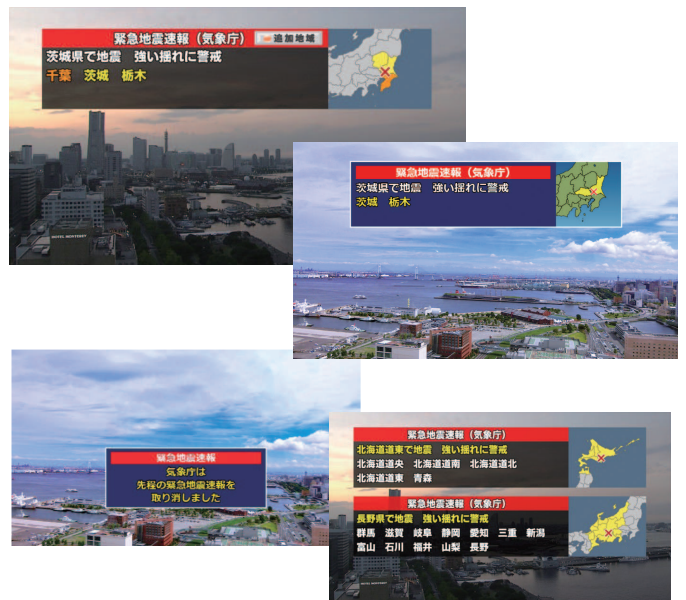 緊急地震速報（気象庁） 追加地域
茨城県で地震　強い揺れに警戒
千葉　茨城　栃木
HOTEL MONTEREY
緊急地震速報（気象庁）
茨城県で地震　強い揺れに警戒
茨城　栃木
緊急地震速報
気象庁は
先程の緊急地震速報を
取り消しました
緊急地震速報（気象庁）
北海道道東で地震　強い揺れに警戒
北海道道央　北海道道南　北海道道北
北海道道東　青森
緊急地震速報（気象庁）
長野県で地震　強い揺れに警戒
群馬　滋賀　岐阜　静岡　愛知　三重　新潟
富山　石川　福井　山梨　長野